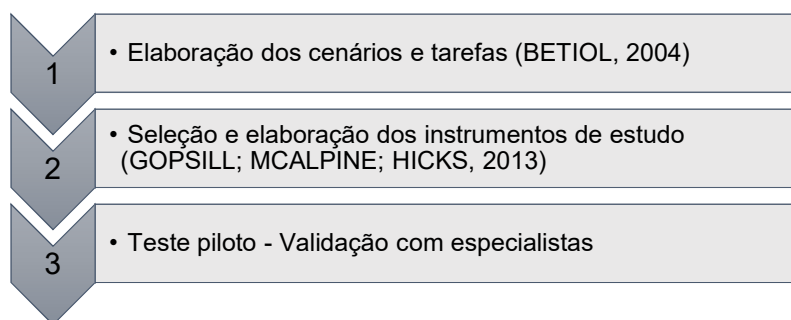 1
• Elaboração dos cenários e tarefas (BETIOL, 2004)
2
• Seleção e elaboração dos instrumentos de estudo
(GOPSILL; MCALPINE; HICKS, 2013)
3
• Teste piloto - Validação com especialistas